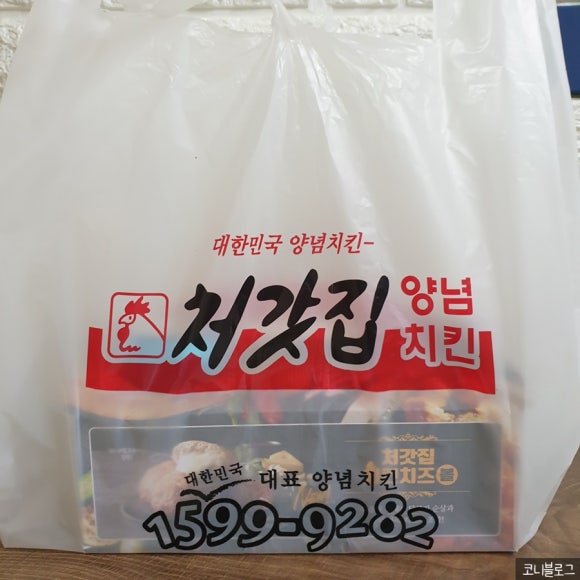 대한민국 양념치킨~
처갓집 양념
치킨
처갓집
치즈볼
대한민국 대표 양념치킨
1599-9282
코니블로그